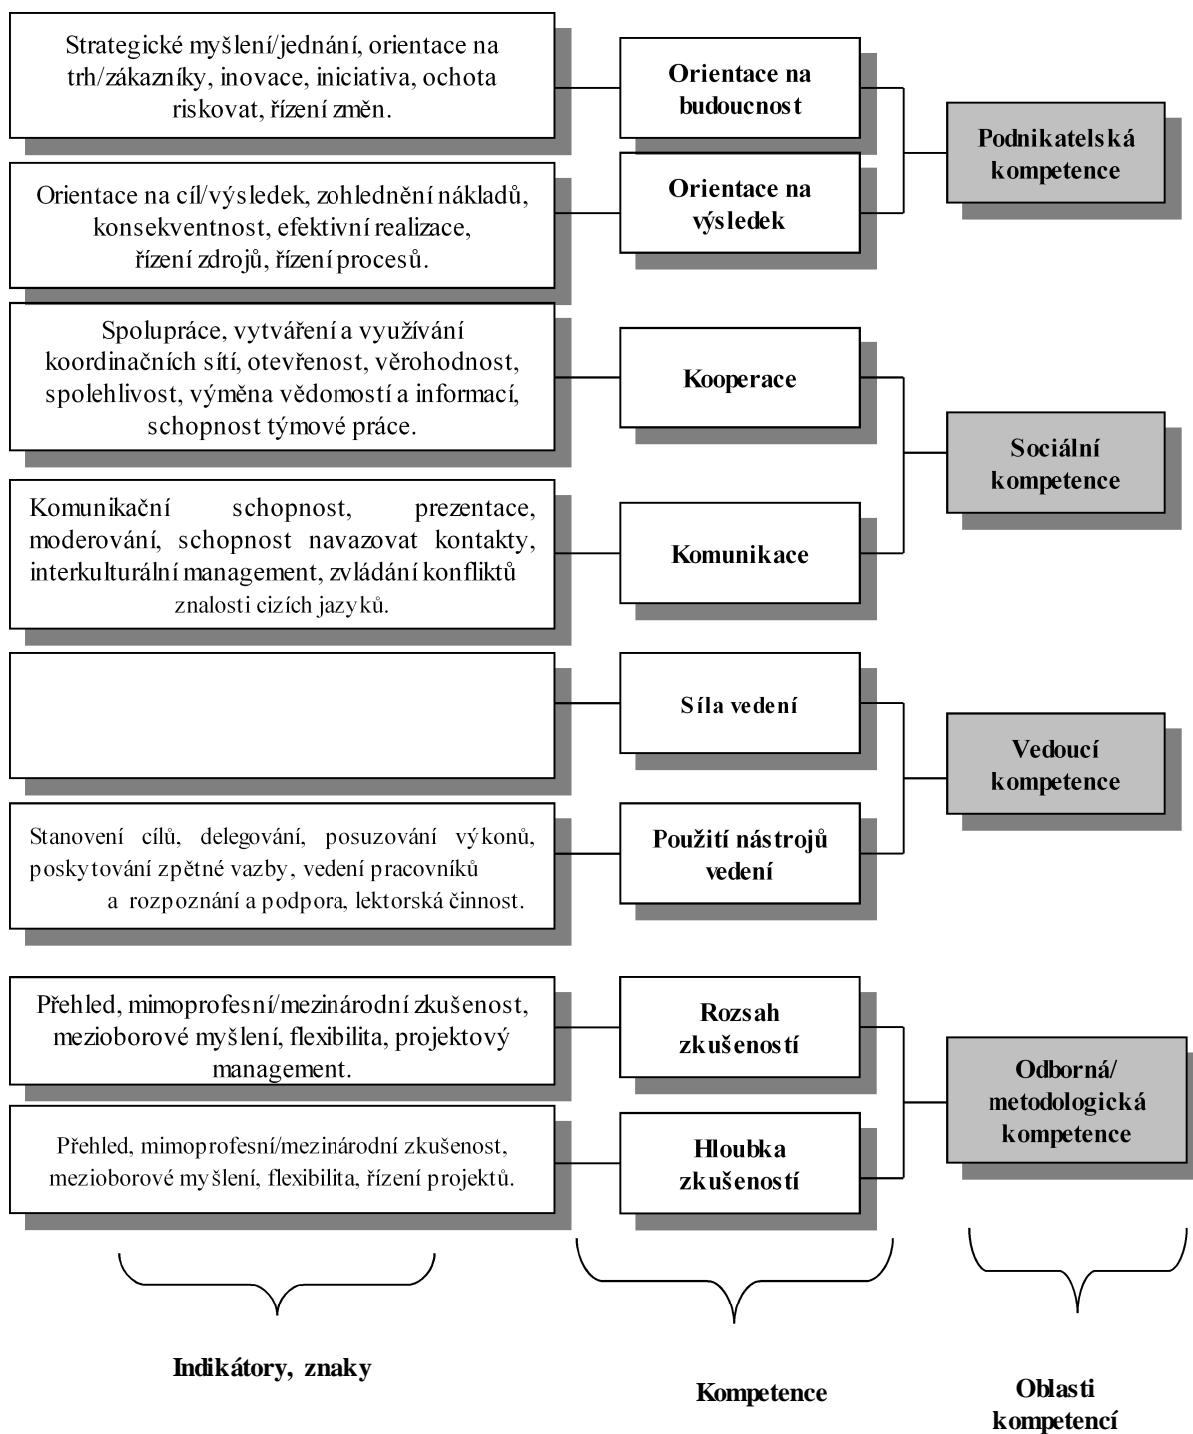 Strategické myšlení/jednání, orientace na
trh/zákazníky, inovace, iniciativa, ochota
riskovat, řízení změn.
Orientace na
budoucnost
Podnikatelská
kompetence
Orientace na cíl/výsledek, zohlednění nákladů,
konsekventnost, efektivní realizace,
řízení zdrojů, řízení procesů.
Orientace na
výsledek
Spolupráce, vytváření a využívání
koordinačních sítí, otevřenost, věrohodnost,
spolehlivost, výměna vědomostí a informací,
schopnost týmové práce.
Kooperace
Sociální
kompetence
Komunikační schopnost, prezentace,
moderování, schopnost navazovat kontakty,
interkulturální management, zvládání konfliktů
znalosti cizích jazyků.
Komunikace
Síla vedení
Vedoucí
kompetence
Stanovení cílů, delegování, posuzování výkonů,
poskytování zpětné vazby, vedení pracovníků
a rozpoznání a podpora, lektorská činnost.
Použití nástrojů
vedení
Přehled, mimoprofesní/mezinárodní zkušenost,
mezioborové myšlení, flexibilita, projektový
management.
Rozsah
zkušeností
Odborná/
metodologická
kompetence
Přehled, mimoprofesní/mezinárodní zkušenost,
mezioborové myšlení, flexibilita, řízení projektů.
Hloubka
zkušeností
Indikátory, znaky
Kompetence
Oblasti
kompetencí